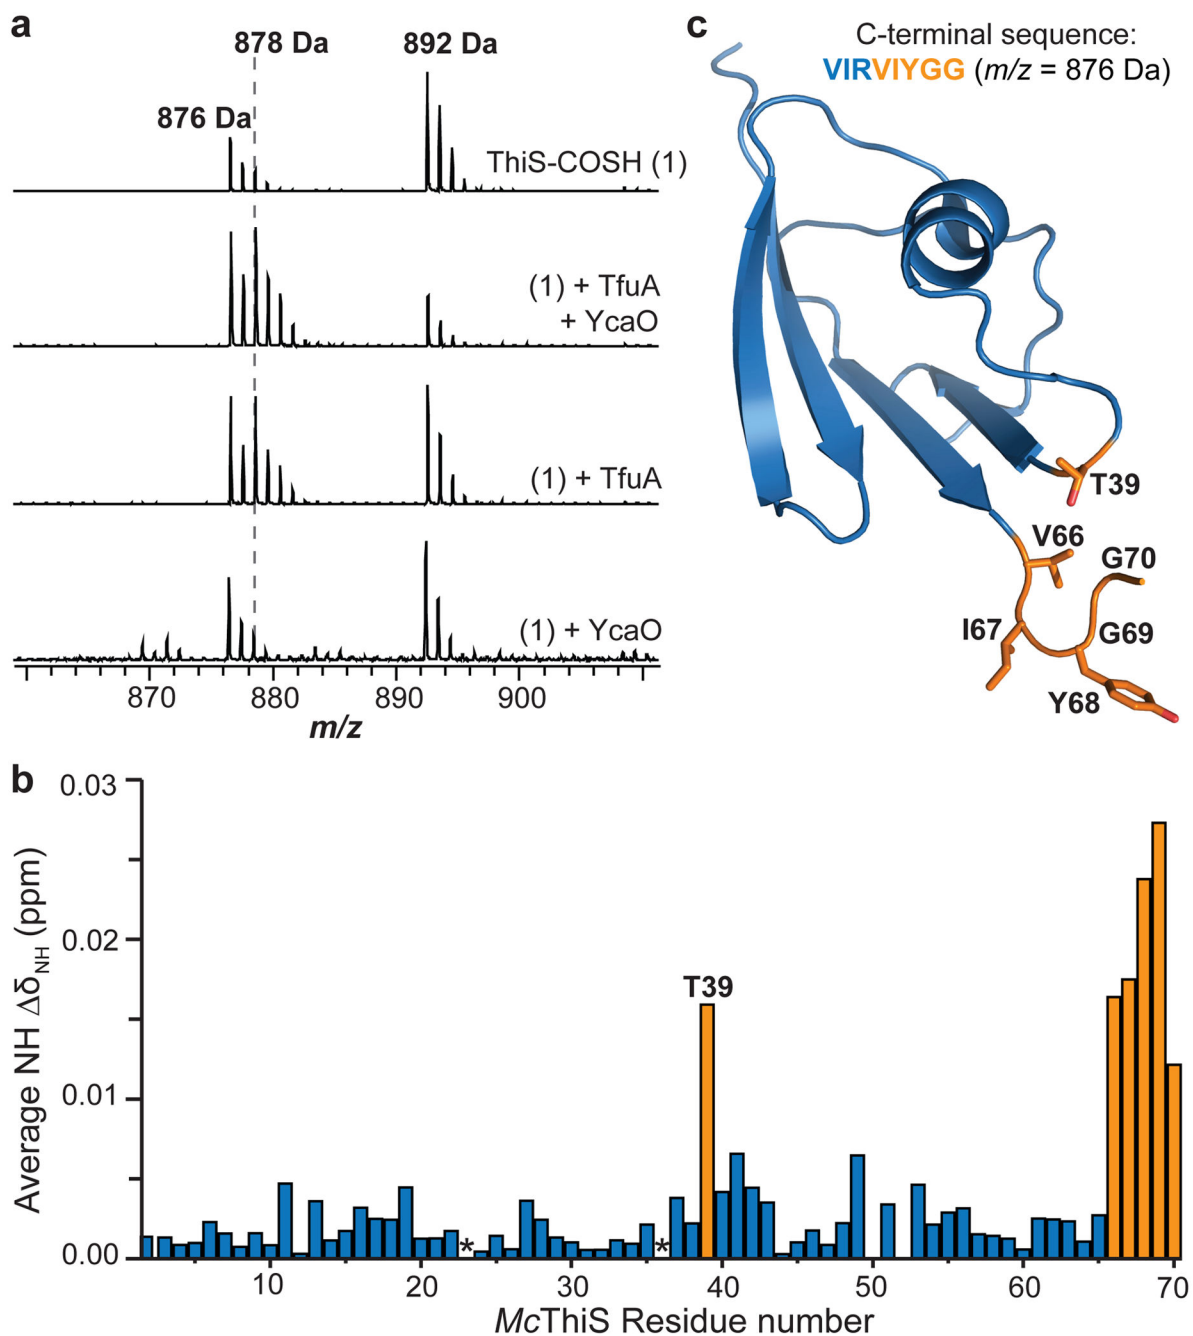 a
878 Da
892 Da
876 Da
ThiS-COSH (1)
(1) + TfuA
+ YcaO
(1) + TfuA
(1) + YcaO
870
880
890
900
m/z
c
C-terminal sequence:
VIRVIYGG (m/z = 876 Da)
T39
V66
G70
I67
G69
Y68
b
0.03
0.02
0.01
0.00
Average NH ΔδNH (ppm)
T39
*
*
10
20
30
40
50
60
70
McThiS Residue number